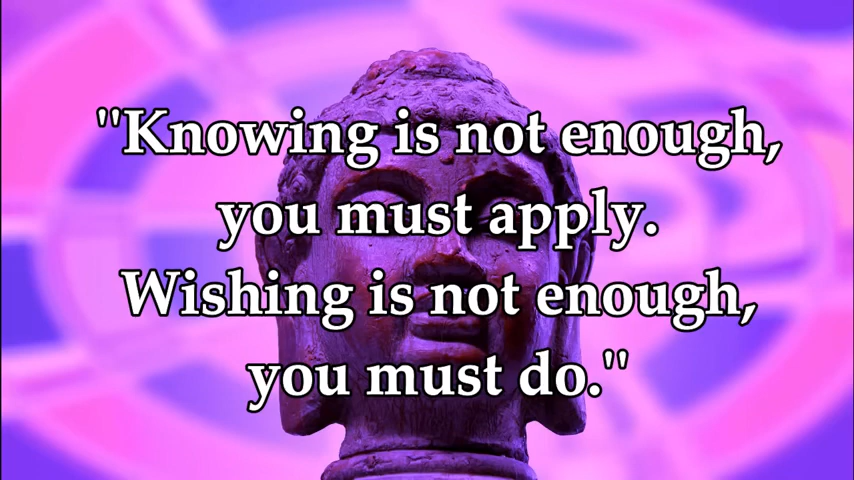 "Knowing is not enough,
you must apply.
Wishing is not enough,
you must do."